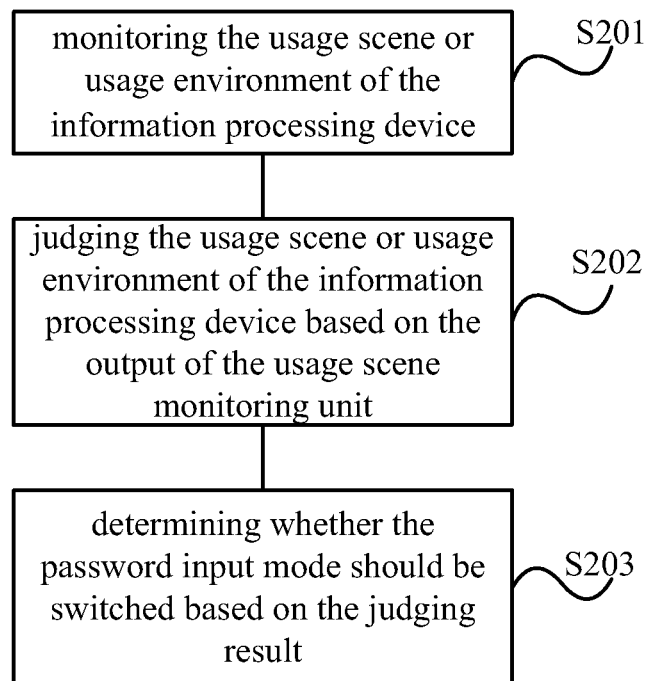 monitoring the usage scene or
usage environment of the
information processing device
S201
judging the usage scene or usage
environment of the information
processing device based on the
output of the usage scene
monitoring unit
S202
determining whether the
password input mode should be
switched based on the judging
result
S203